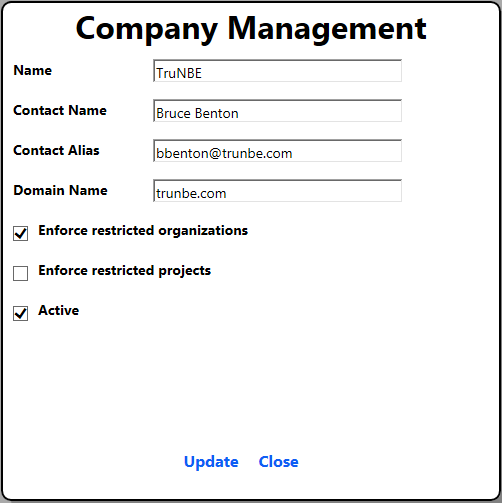 Company Management
Name TruNBE
Contact Name Bruce Benton
Contact Alias bbenton@trunbe.com
Domain Name trunbe.com
Enforce restricted organizations
Enforce restricted projects
Active
Update Close